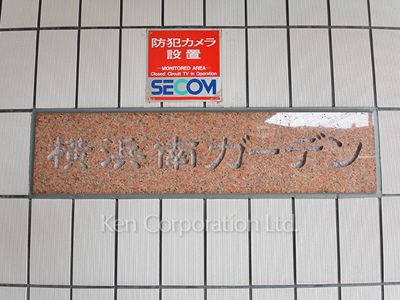 防犯カメラ
設置
—MONITORED AREA—
Closed Circuit TV in Operation
SECOM
横浜南ガーデン
Ken Corporation Ltd.